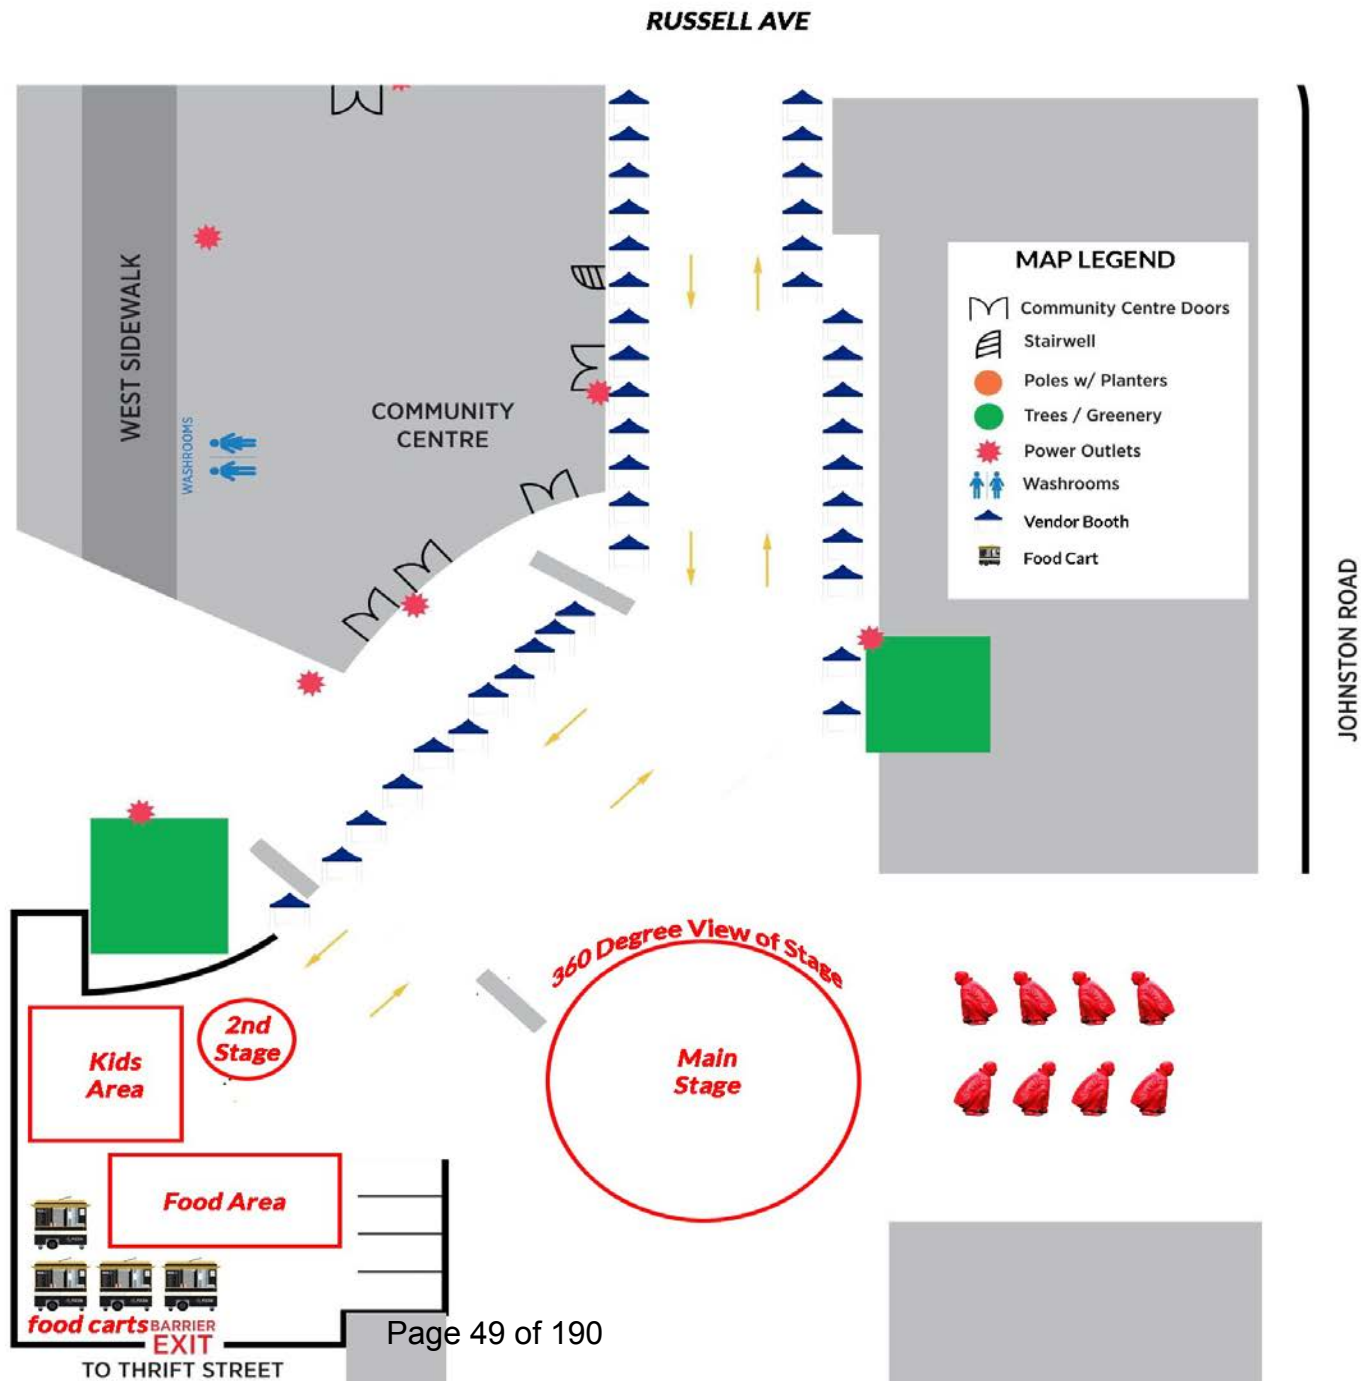 RUSSELL AVE
WEST SIDEWALK
WASHROOMS
COMMUNITY
CENTRE
MAP LEGEND
Community Centre Doors
Stairwell
Poles w/ Planters
Trees / Greenery
Power Outlets
Washrooms
Vendor Booth
Food Cart
JOHNSTON ROAD
360 Degree View of Stage
Main
Stage
2nd
Stage
Kids
Area
Food Area
food carts
BARRIER
EXIT
TO THRIFT STREET
Page 49 of 190